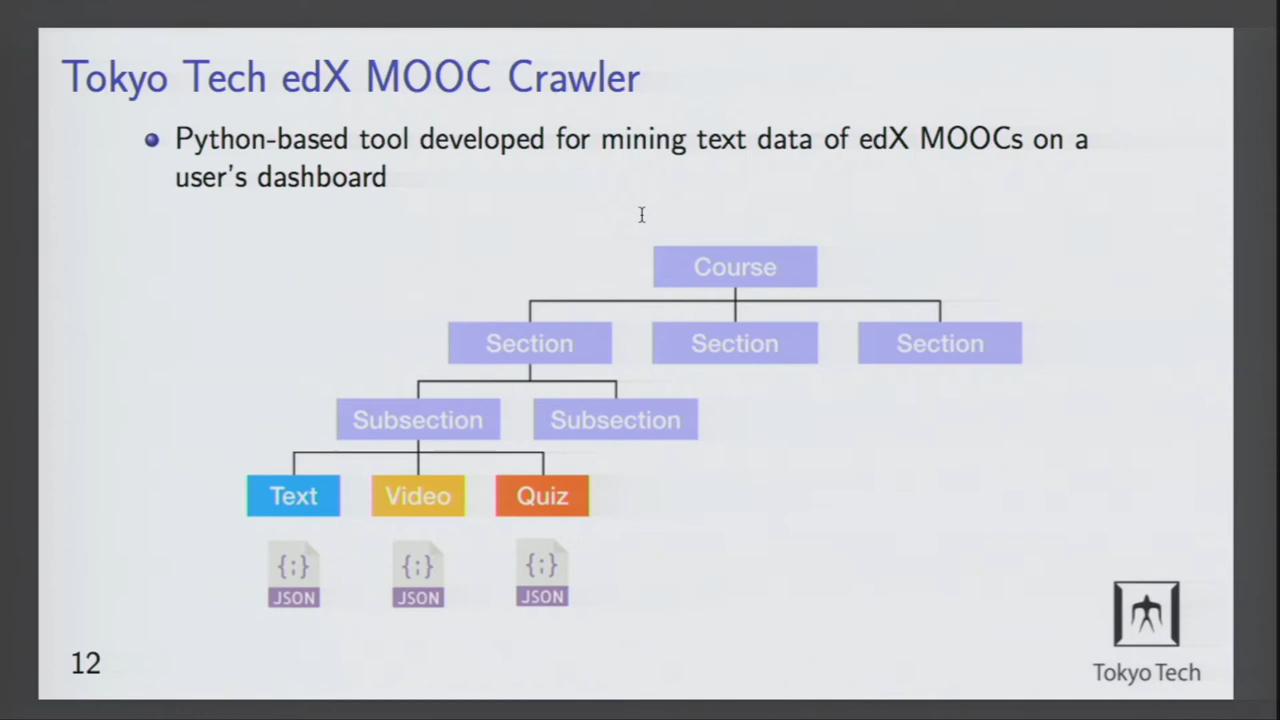 Tokyo Tech edX MOOC Crawler
Python-based tool developed for mining text data of edX MOOCs on a
user's dashboard
Course
Section Section Section
Subsection Subsection
Text Video Quiz
{;} {;} {;}
JSON JSON JSON
12
Tokyo Tech